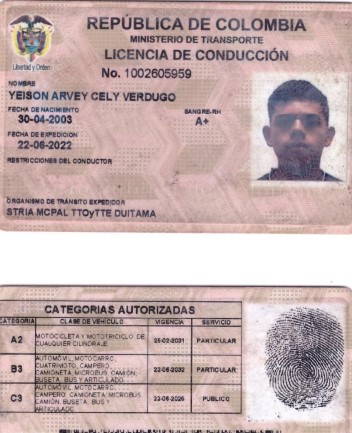 REPÚBLICA DE COLOMBIA
MINISTERIO DE TRANSPORTE
LICENCIA DE CONDUCCIÓN
Libertad y Orden
No. 1002605959
NOMBRE
YEISON ARVEY CELY VERDUGO
FECHA DE NACIMIENTO
SANGRE-RH
30-04-2003
A+
FECHA DE EXPEDICION
22-06-2022
RESTRICCIONES DEL CONDUCTOR
ORGANISMO DE TRÁNSITO EXPEDIDOR
STRIA MCPAL TTOyTTE DUITAMA
CATEGORIAS AUTORIZADAS
CATEGORIA CLASE DE VEHICULO VIGENCIA SERVICIO
A2 MOTOCICLETA Y MOTOTRICICLO DE 25-02-2031 PARTICULAR
CUALQUIER CILINDRAJE
AUTOMOVIL, MOTOCARRO,
CUATRIMOTO, CAMPERO,
B3 CAMIONETA, MICROBUS, CAMIÓN, 22-06-2032 PARTICULAR
BUSETA, BUS Y ARTICULADO
AUTOMOVIL, MOTOCARRO,
C3 CAMPERO, CAMIONETA, MICROBUS, 22-06-2025 PUBLICO
CAMIÓN, BUSETA, BUS Y
ARTICULADO